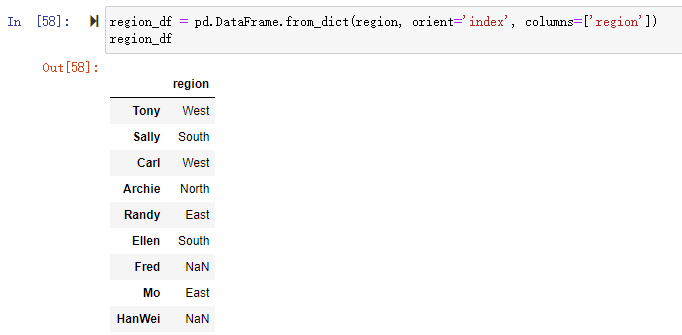 In [58]: region_df = pd.DataFrame.from_dict(region, orient='index', columns=['region'])
region_df
Out[58]:
region
Tony West
Sally South
Carl West
Archie North
Randy East
Ellen South
Fred NaN
Mo East
HanWei NaN